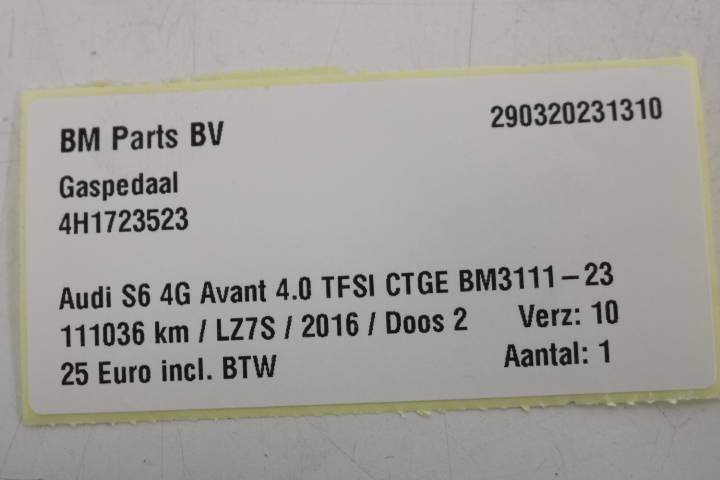 BM Parts BV 290320231310
Gaspedaal
4H1723523
Audi S6 4G Avant 4.0 TFSI CTGE BM3111-23
111036 km / LZ7S / 2016 / Doos 2 Verz: 10
25 Euro incl. BTW Aantal: 1